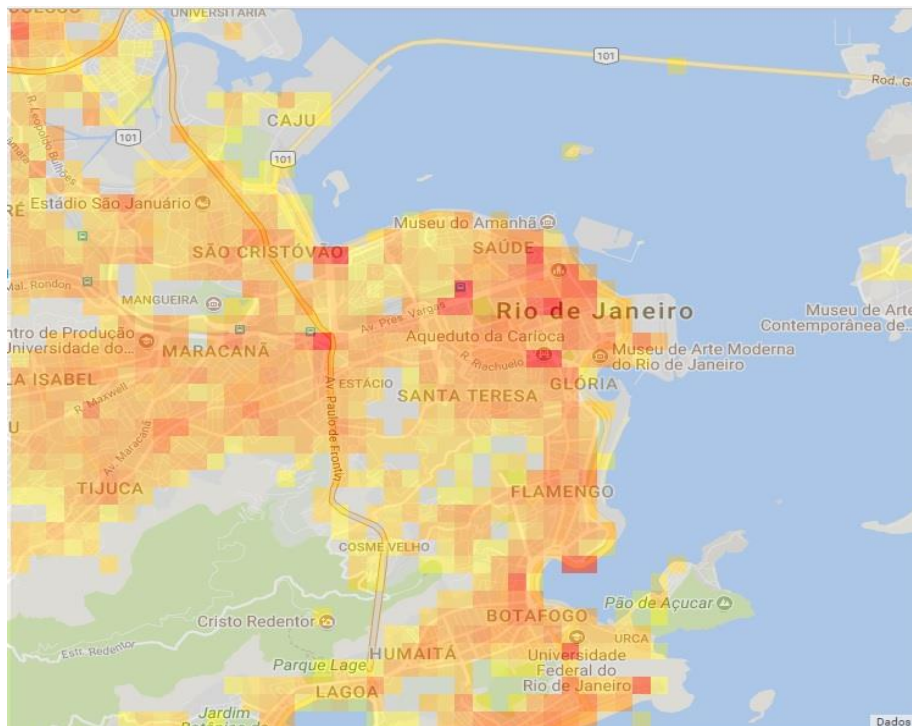 UNIVERSITÁRIA
101
Rod. G
R. Leopoldo Bulhões
101
CAJU
101
Estádio São Januário
RÉ
Museu do Amanhã
SAÚDE
SÃO CRISTÓVÃO
Mal. Rondon
MANGUEIRA
Av. Pres. Vargas
Rio de Janeiro
Museu de Arte
Contemporânea de...
ntro de Produção
Universidade do...
MARACANÃ
Aqueduto da Carioca
R. Riachuelo
Museu de Arte Moderna
do Rio de Janeiro
LA ISABEL
ESTÁCIO
GLÓRIA
R. Maxwell
SANTA TERESA
U
Av. Maracanã
Av. Paulo de Frontin
TIJUCA
FLAMENGO
COSME VELHO
Pão de Açucar
BOTAFOGO
Cristo Redentor
URCA
Estr. Redentor
HUMAITÁ
Universidade
Federal do
Rio de Janeiro
Parque Lage
LAGOA
Jardim
Dados